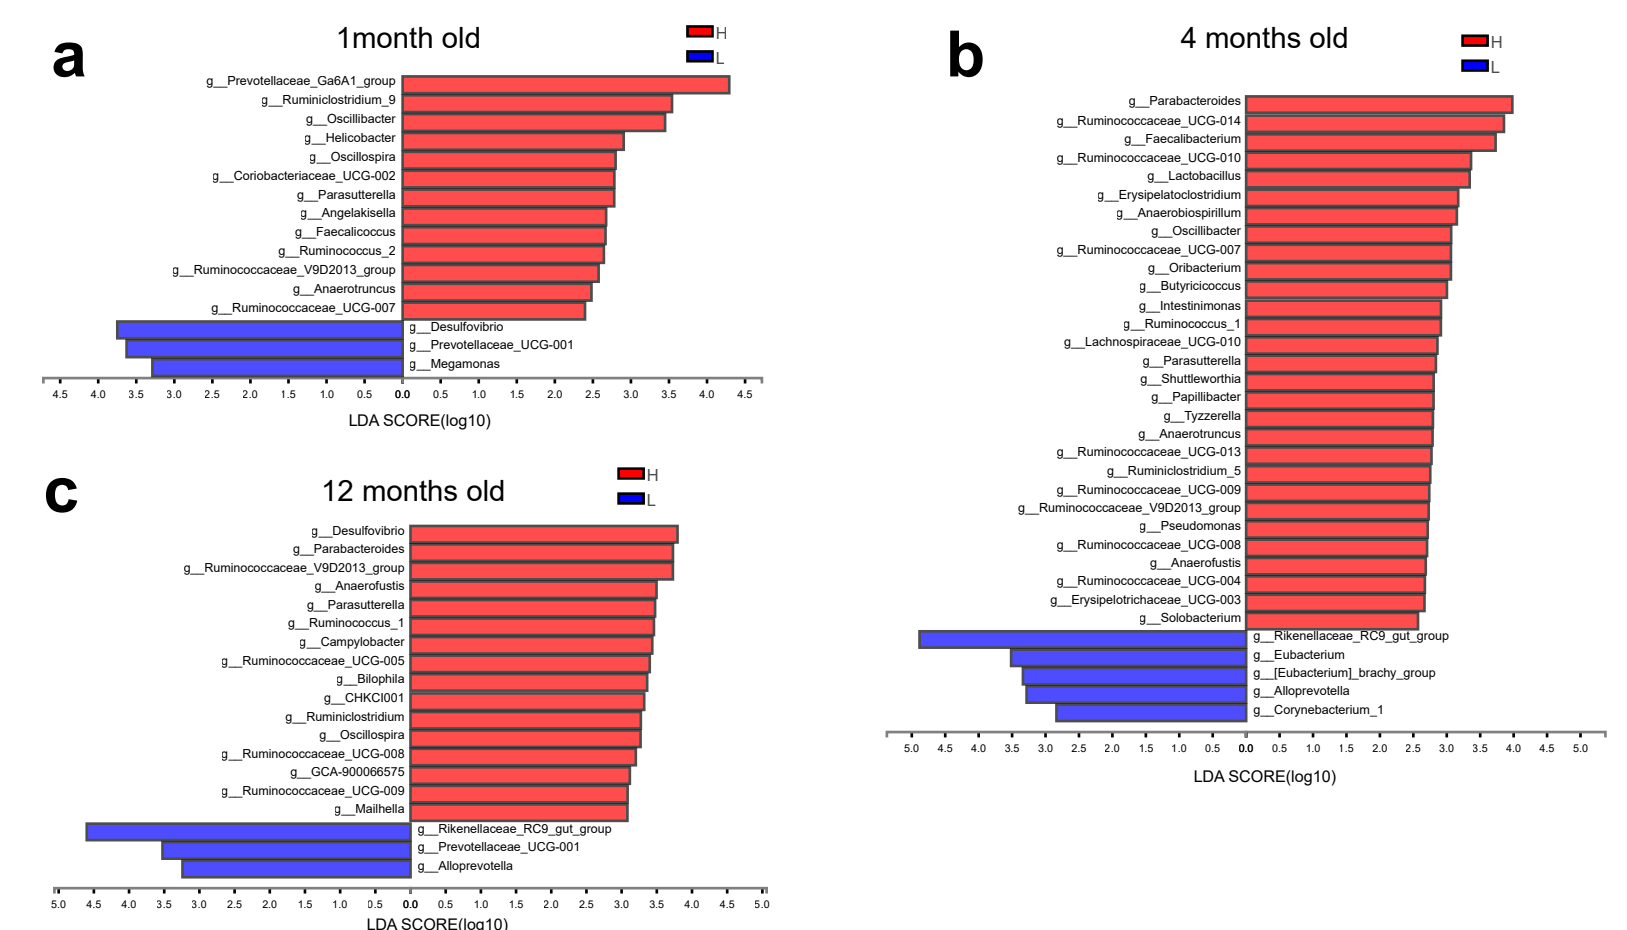 a
1month old
H
L
g__Prevotellaceae_Ga6A1_group
g__Ruminiclostridium_9
g__Oscillibacter
g__Helicobacter
g__Oscillospira
g__Coriobacteriaceae_UCG-002
g__Parasutterella
g__Angelakisella
g__Faecalicoccus
g__Ruminococcus_2
g__Ruminococcaceae_V9D2013_group
g__Anaerotruncus
g__Ruminococcaceae_UCG-007
g__Desulfovibrio
g__Prevotellaceae_UCG-001
g__Megamonas
4.5 4.0 3.5 3.0 2.5 2.0 1.5 1.0 0.5 0.0 0.5 1.0 1.5 2.0 2.5 3.0 3.5 4.0 4.5
LDA SCORE(log10)
b
4 months old
H
L
g__Parabacteroides
g__Ruminococcaceae_UCG-014
g__Faecalibacterium
g__Ruminococcaceae_UCG-010
g__Lactobacillus
g__Erysipelatoclostridium
g__Anaerobiospirillum
g__Oscillibacter
g__Ruminococcaceae_UCG-007
g__Oribacterium
g__Butyricicoccus
g__Intestinimonas
g__Ruminococcus_1
g__Lachnospiraceae_UCG-010
g__Parasutterella
g__Shuttleworthia
g__Papillibacter
g__Tyzzerella
g__Anaerotruncus
g__Ruminococcaceae_UCG-013
g__Ruminiclostridium_5
g__Ruminococcaceae_UCG-009
g__Ruminococcaceae_V9D2013_group
g__Pseudomonas
g__Ruminococcaceae_UCG-008
g__Anaerofustis
g__Ruminococcaceae_UCG-004
g__Erysipelotrichaceae_UCG-003
g__Solobacterium
g__Rikenellaceae_RC9_gut_group
g__Eubacterium
g__[Eubacterium]_brachy_group
g__Alloprevotella
g__Corynebacterium_1
5.0 4.5 4.0 3.5 3.0 2.5 2.0 1.5 1.0 0.5 0.0 0.5 1.0 1.5 2.0 2.5 3.0 3.5 4.0 4.5 5.0
LDA SCORE(log10)
c
12 months old
H
L
g__Desulfovibrio
g__Parabacteroides
g__Ruminococcaceae_V9D2013_group
g__Anaerofustis
g__Parasutterella
g__Ruminococcus_1
g__Campylobacter
g__Ruminococcaceae_UCG-005
g__Bilophila
g__CHKCI001
g__Ruminiclostridium
g__Oscillospira
g__Ruminococcaceae_UCG-008
g__GCA-900066575
g__Ruminococcaceae_UCG-009
g__Mailhella
g__Rikenellaceae_RC9_gut_group
g__Prevotellaceae_UCG-001
g__Alloprevotella
5.0 4.5 4.0 3.5 3.0 2.5 2.0 1.5 1.0 0.5 0.0 0.5 1.0 1.5 2.0 2.5 3.0 3.5 4.0 4.5 5.0
LDA SCORE(log10)